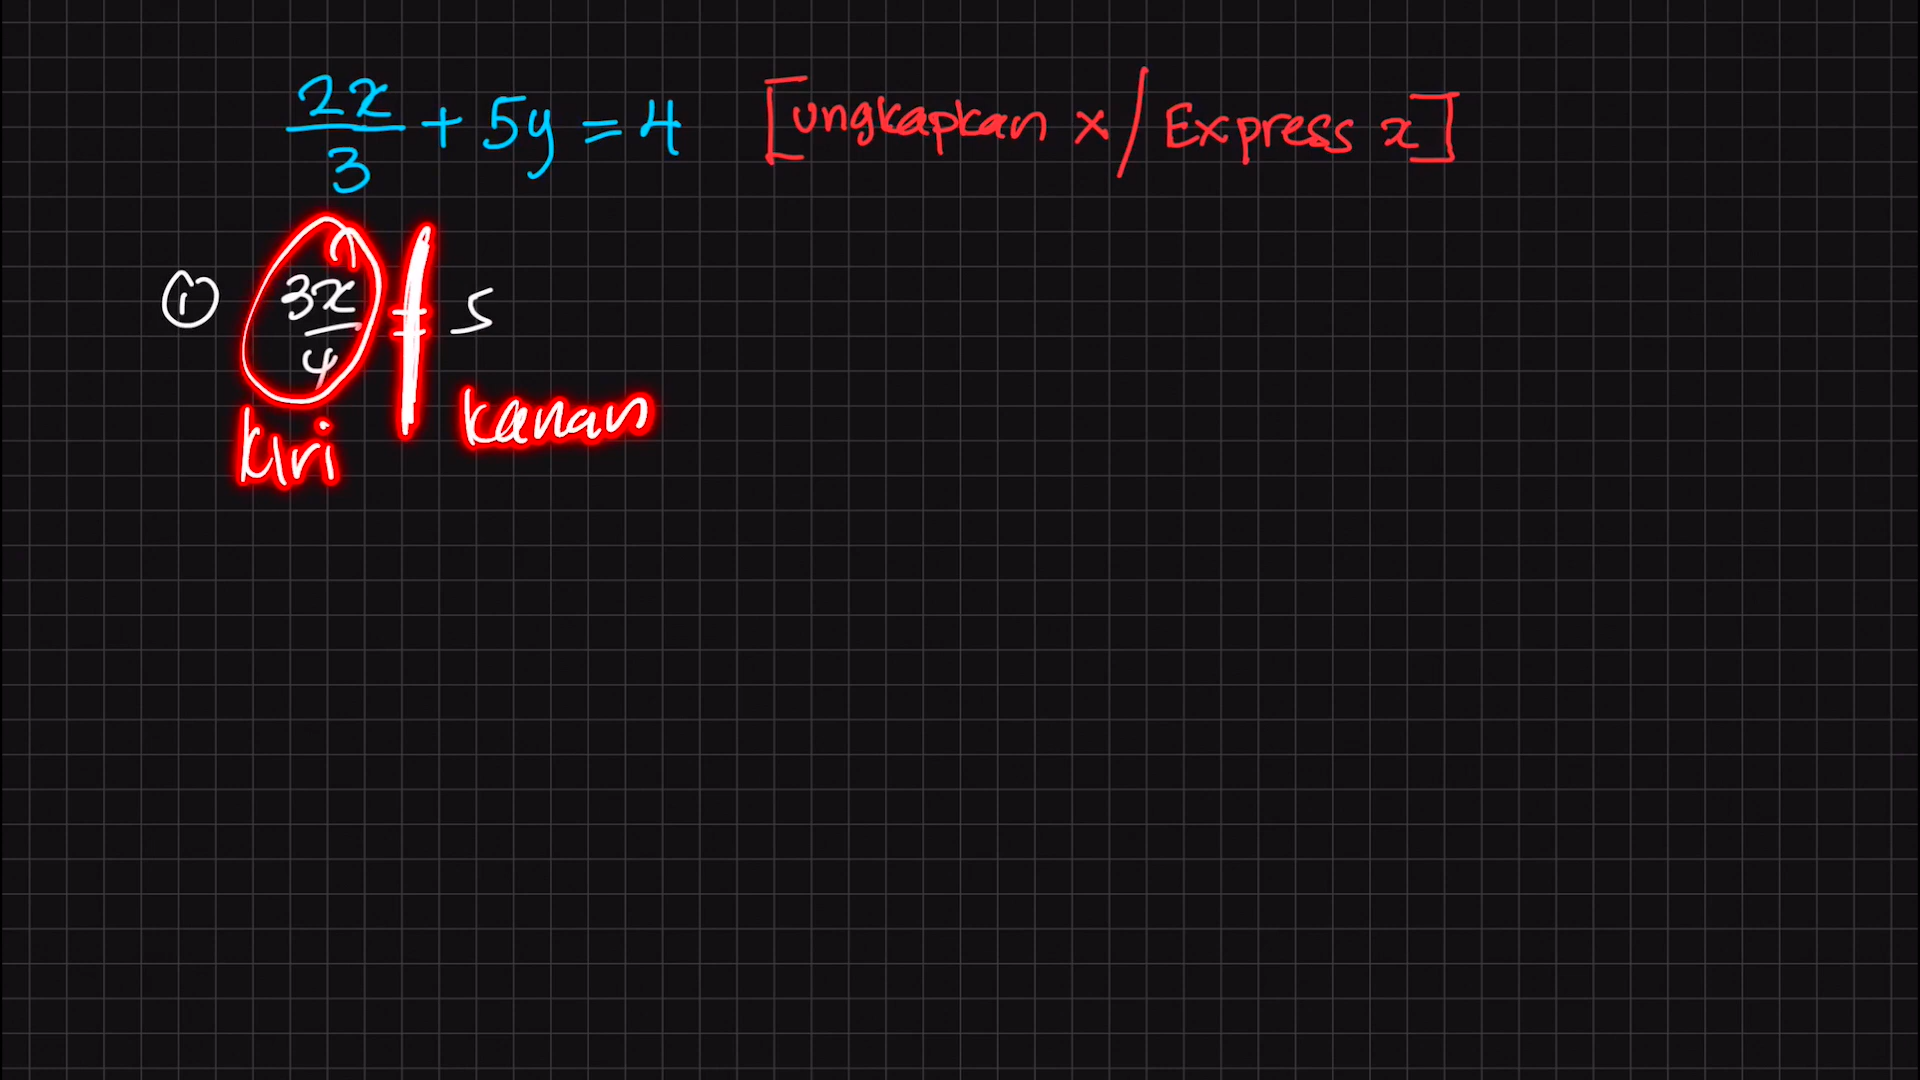 2x/3 + 5y = 4 [ungkapkan x / Express x]
① 3x/4 = 5
kiri kanan